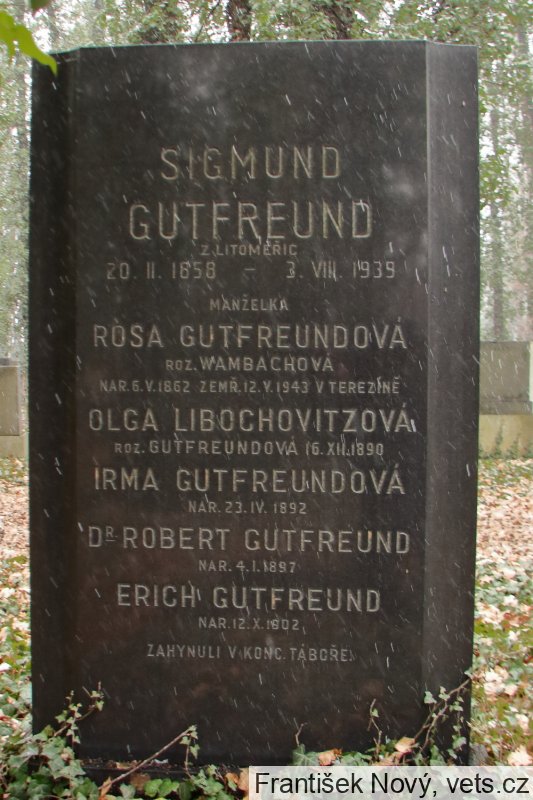 SIGMUND
GUTFREUND
Z LITOMĚŘIC
20. II. 1858 – 3. VIII. 1939
MANŽELKA
RŮSA GUTFREUNDOVÁ
ROZ. WAMBACHOVÁ
NAR. 6. V. 1862 ZEMŘ. 12. V. 1943 V TEREZÍNĚ
OLGA LIBOCHOVITZOVÁ
ROZ. GUTFREUNDOVÁ 16. XII. 1890
IRMA GUTFREUNDOVÁ
NAR. 23. IV. 1892
DR. ROBERT GUTFREUND
NAR. 4. I. 1897
ERICH GUTFREUND
NAR. 12. X. 1902
ZAHYNULI V KONC. TÁBOŘE.
František Nový, vets.cz